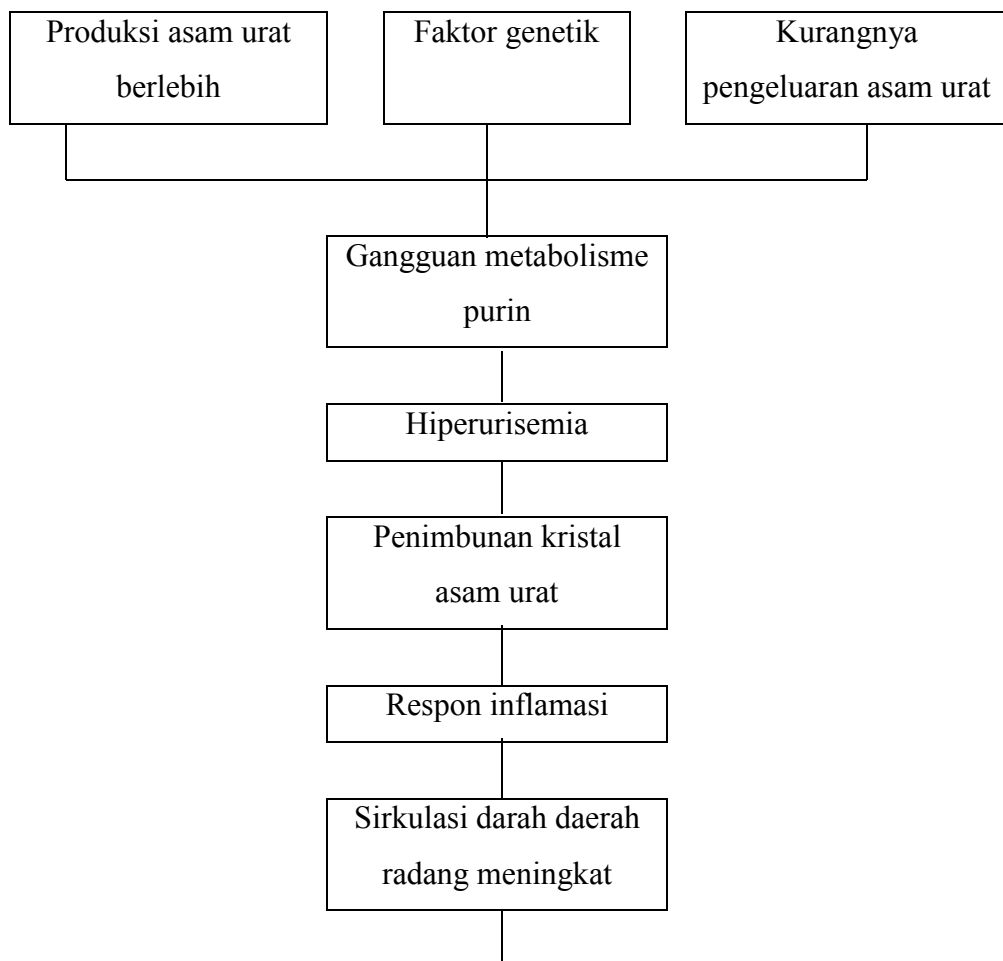 Produksi asam urat
berlebih
Faktor genetik
Kurangnya
pengeluaran asam urat
Gangguan metabolisme
purin
Hiperurisemia
Penimbunan kristal
asam urat
Respon inflamasi
Sirkulasi darah daerah
radang meningkat